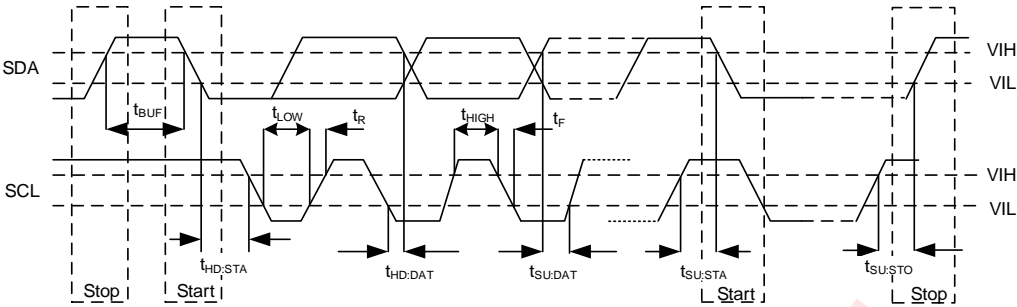 SDA
VIH
VIL
tBUF
tLOW
tR
tHIGH
tF
SCL
VIH
VIL
tHD:STA
tHD:DAT
tSU:DAT
tSU:STA
tSU:STO
Stop
Start
Start
Stop